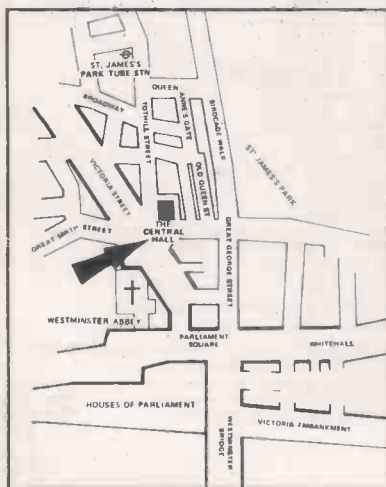 ST. JAMES'S
PARK TUBE STN
QUEEN
ANNE'S GATE
BROADWAY
TOTHILL STREET
BIRDCAGE WALK
ST. JAMES'S PARK
VICTORIA STREET
OLD QUEEN ST
THE
CENTRAL
HALL
GREAT SMITH STREET
GREAT GEORGE STREET
WESTMINSTER ABBEY
PARLIAMENT
SQUARE
WHITEHALL
HOUSES OF PARLIAMENT
WESTMINSTER
BRIDGE
VICTORIA EMBANKMENT